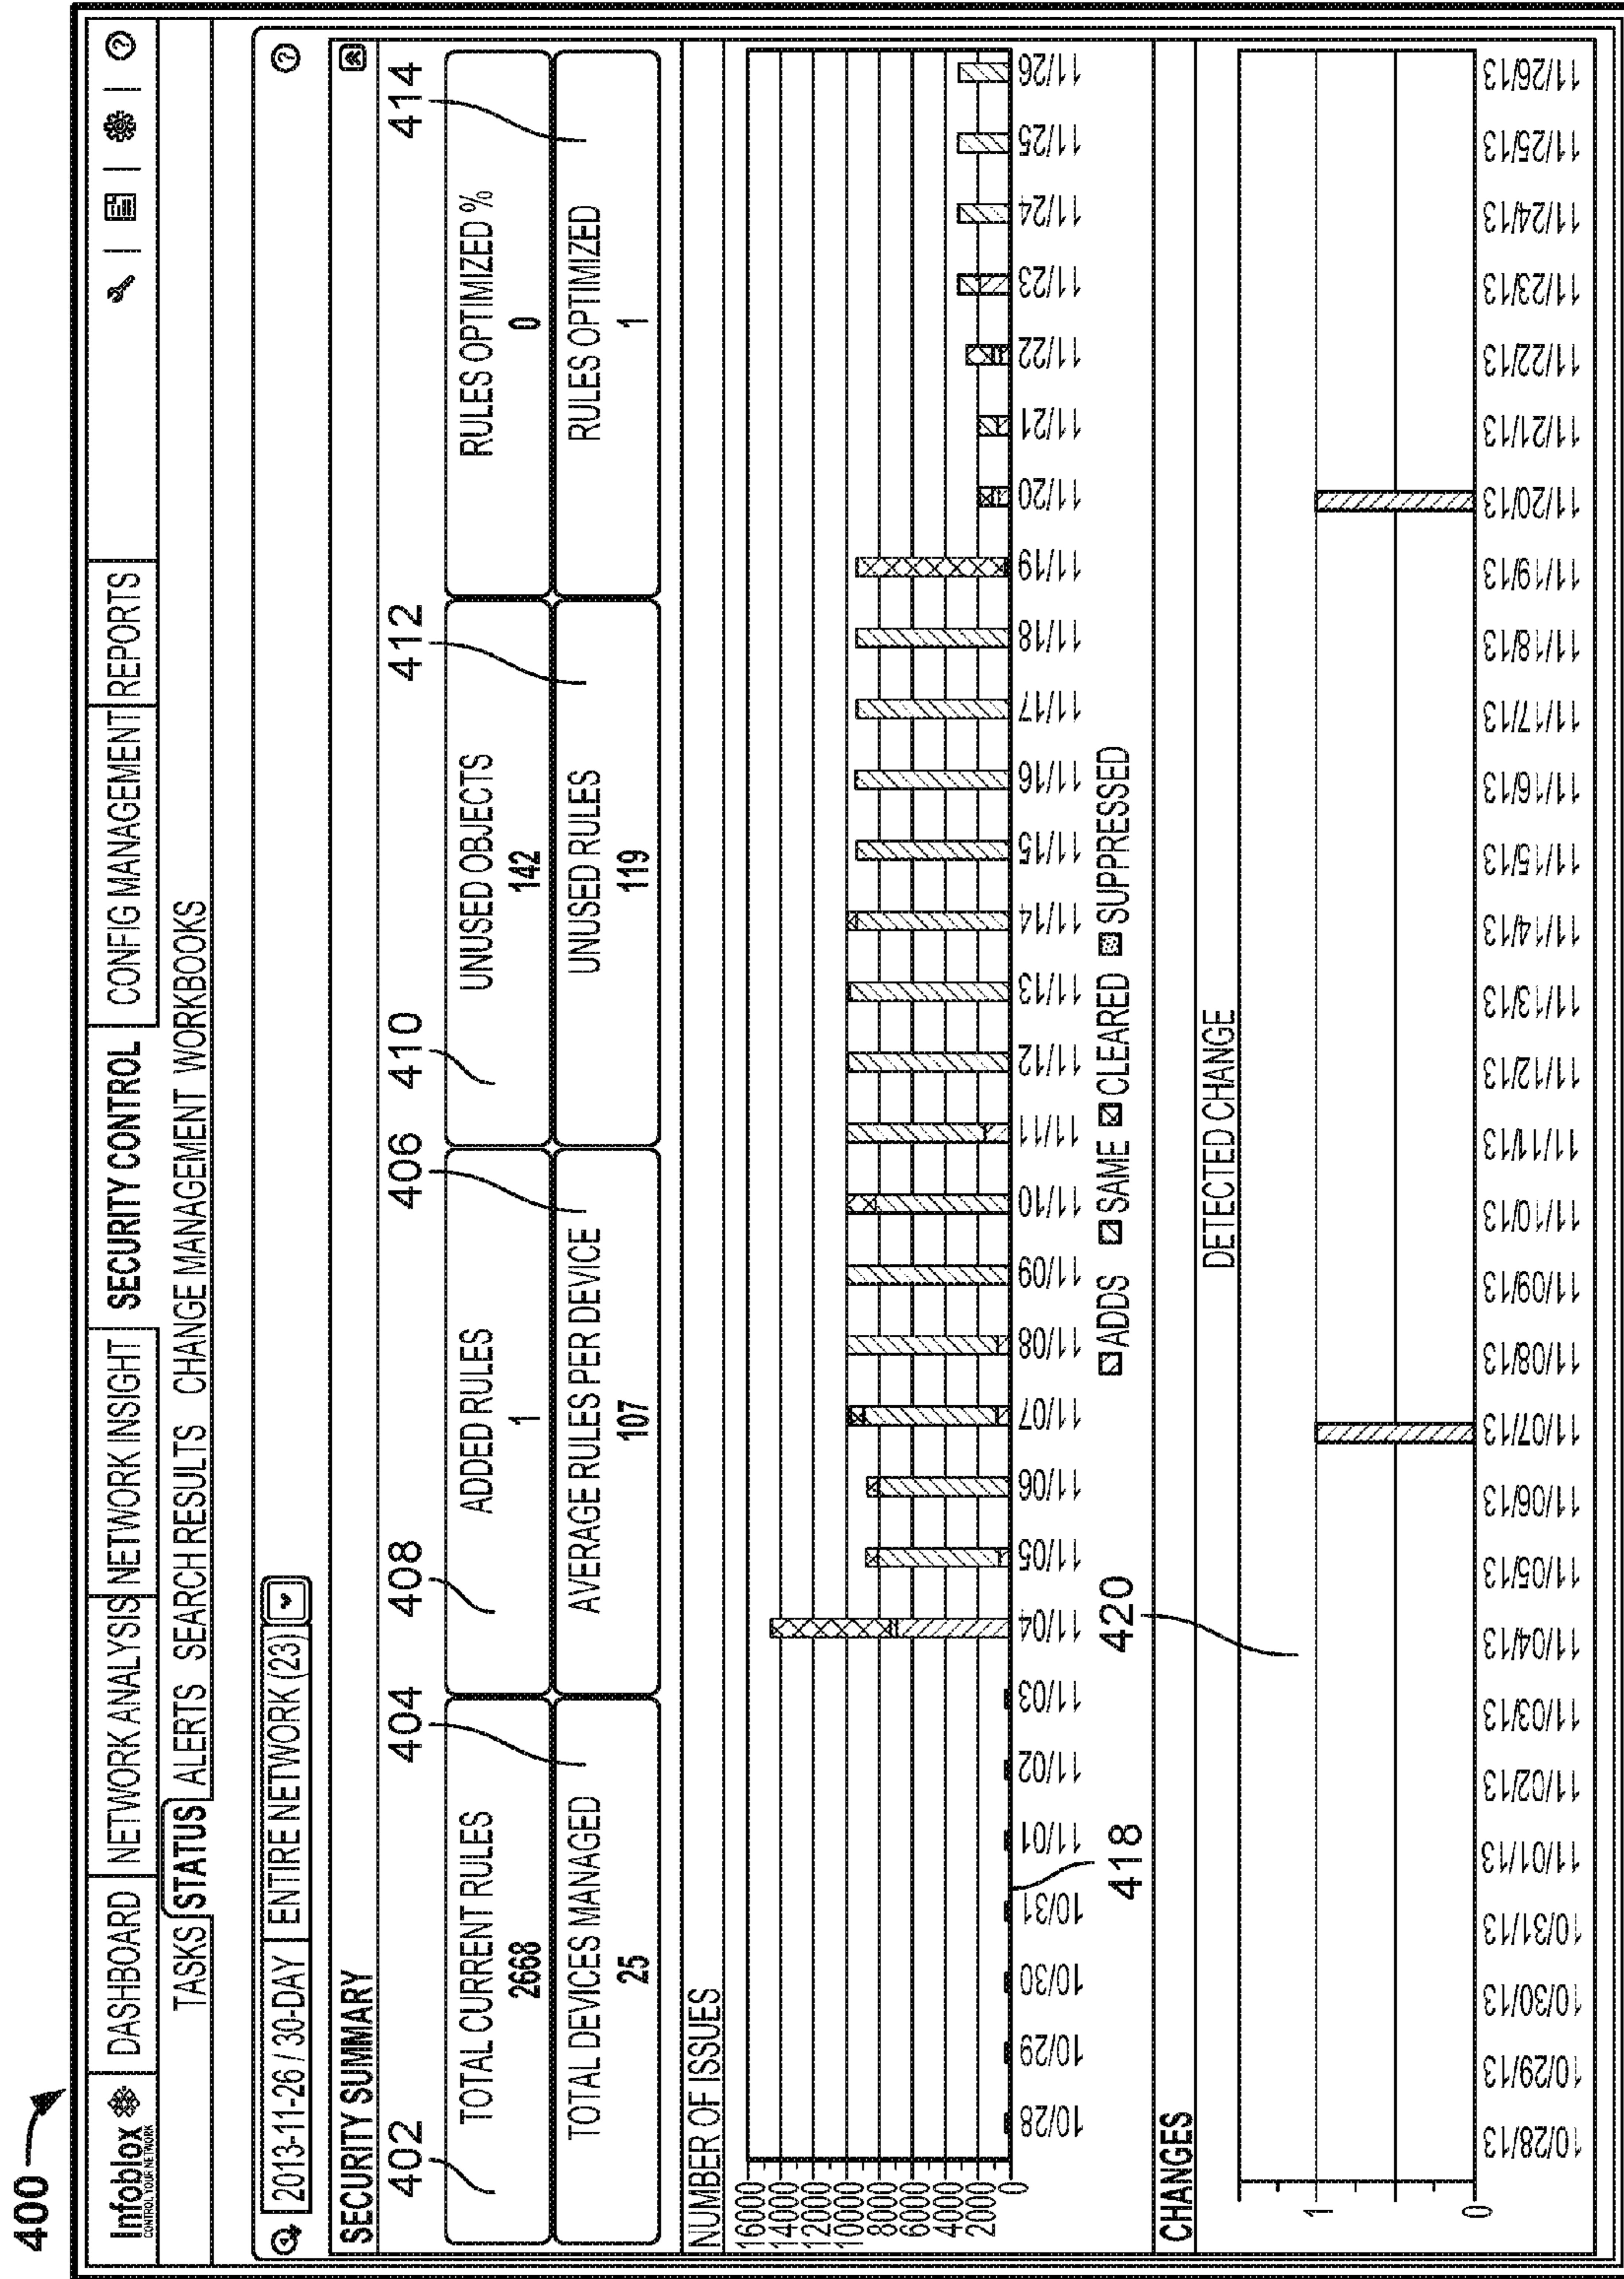 400
Infoblox
CONTROL YOUR NETWORK
DASHBOARD NETWORK ANALYSIS NETWORK INSIGHT SECURITY CONTROL CONFIG MANAGEMENT REPORTS
TASKS STATUS ALERTS SEARCH RESULTS CHANGE MANAGEMENT WORKBOOKS
2013-11-26 / 30-DAY ENTIRE NETWORK (23)
SECURITY SUMMARY
402 404 408 406 410 412 414
TOTAL CURRENT RULES ADDED RULES UNUSED OBJECTS RULES OPTIMIZED %
2668 1 142 0
TOTAL DEVICES MANAGED AVERAGE RULES PER DEVICE UNUSED RULES RULES OPTIMIZED
25 107 119 1
NUMBER OF ISSUES
16000
14000
12000
10000
8000
6000
4000
2000
0
10/28 10/29 10/30 10/31 11/01 11/02 11/03 11/04 11/05 11/06 11/07 11/08 11/09 11/10 11/11 11/12 11/13 11/14 11/15 11/16 11/17 11/18 11/19 11/20 11/21 11/22 11/23 11/24 11/25 11/26
418 420
ADDS SAME CLEARED SUPPRESSED
CHANGES
DETECTED CHANGE
1
0
10/28/13 10/29/13 10/30/13 10/31/13 11/01/13 11/02/13 11/03/13 11/04/13 11/05/13 11/06/13 11/07/13 11/08/13 11/09/13 11/10/13 11/11/13 11/12/13 11/13/13 11/14/13 11/15/13 11/16/13 11/17/13 11/18/13 11/19/13 11/20/13 11/21/13 11/22/13 11/23/13 11/24/13 11/25/13 11/26/13